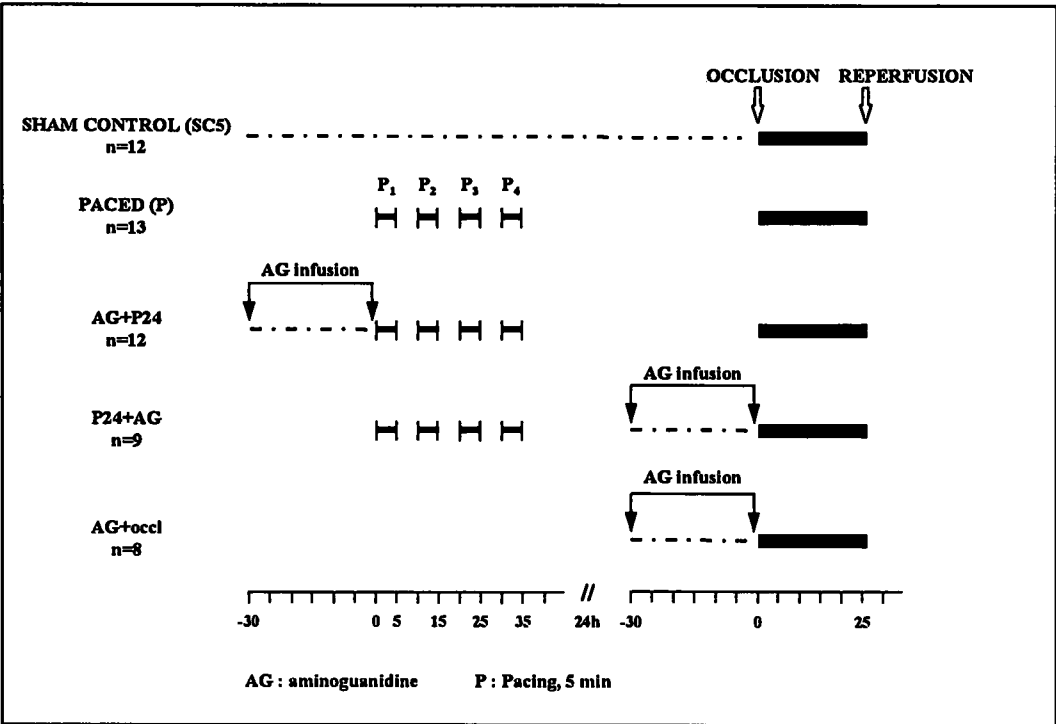 OCCLUSION REPERFUSION
SHAM CONTROL (SC5)
n=12
P1 P2 P3 P4
PACED (P)
n=13
AG infusion
AG+P24
n=12
AG infusion
P24+AG
n=9
AG infusion
AG+occl
n=8
-30 0 5 15 25 35 24h -30 0 25
//
AG : aminoguanidine P : Pacing, 5 min